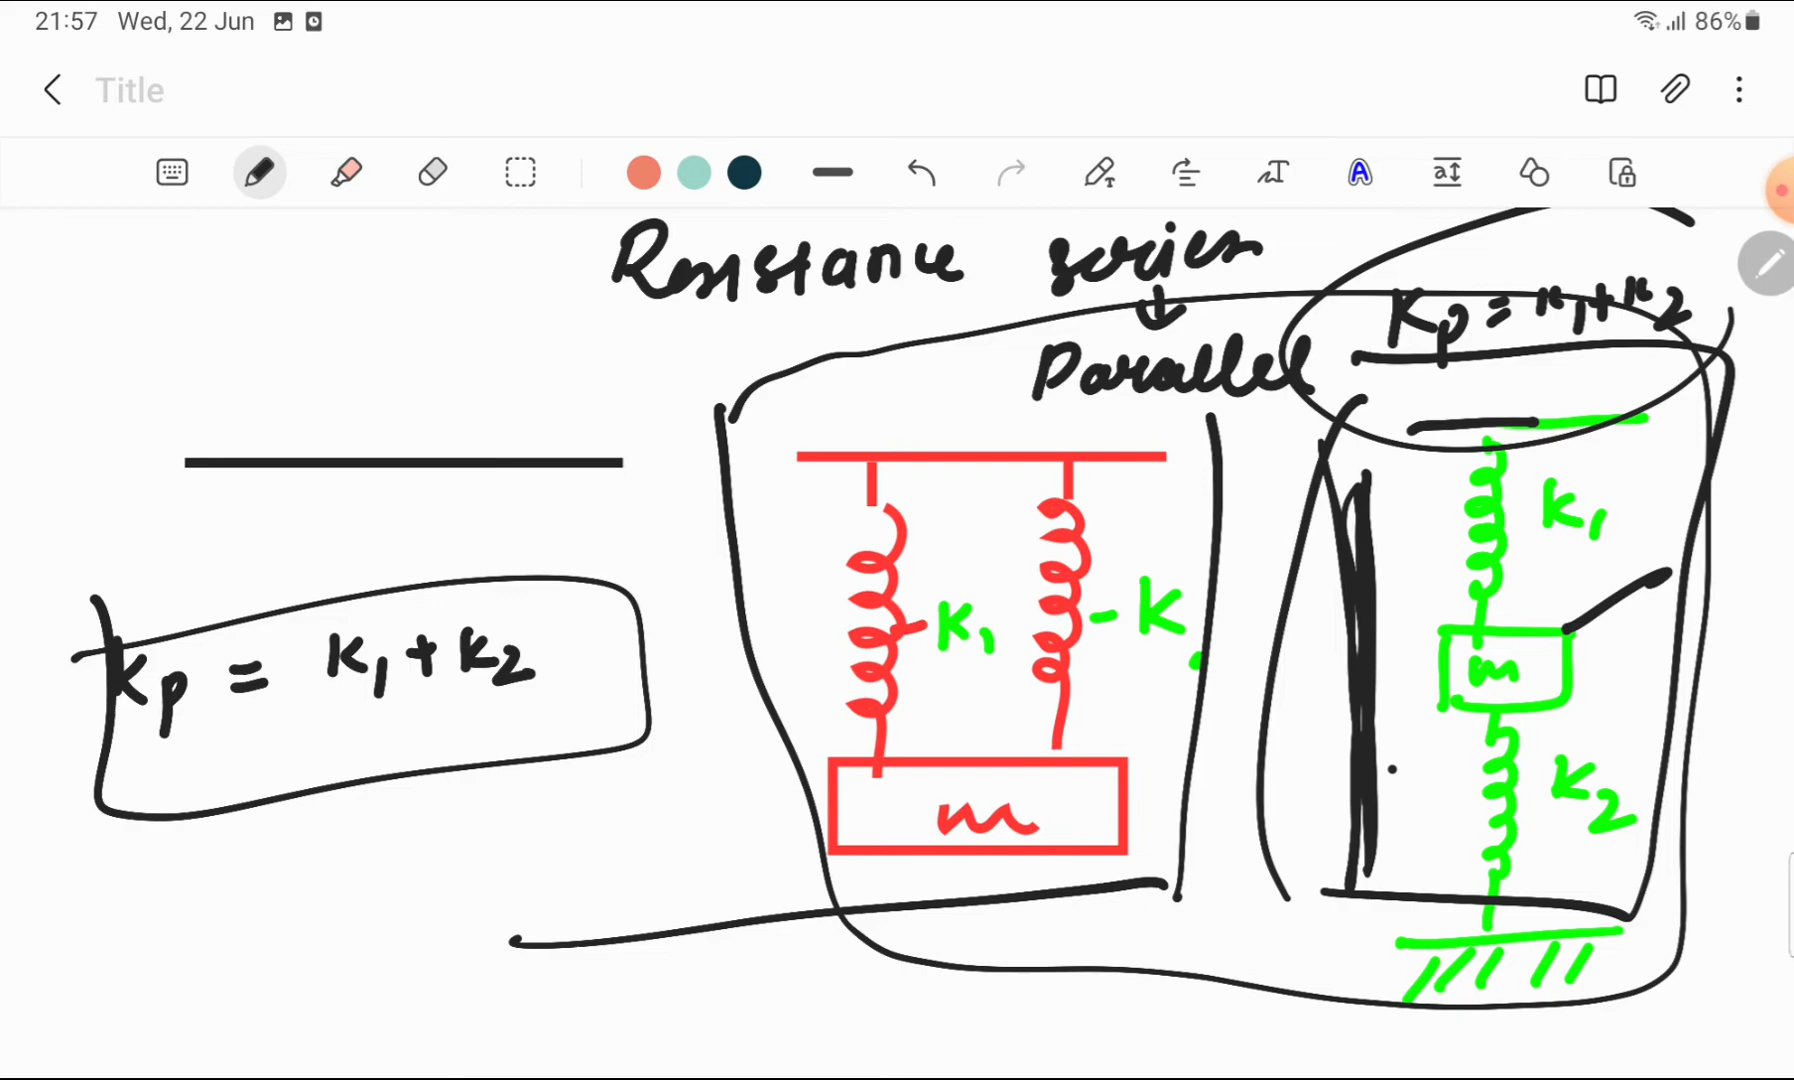 21:57 Wed, 22 Jun 86%
Title
Resistance series
Parallel
Kp = K1+K2
K1
K1 K
m
K2
m
Kp = K1+K2